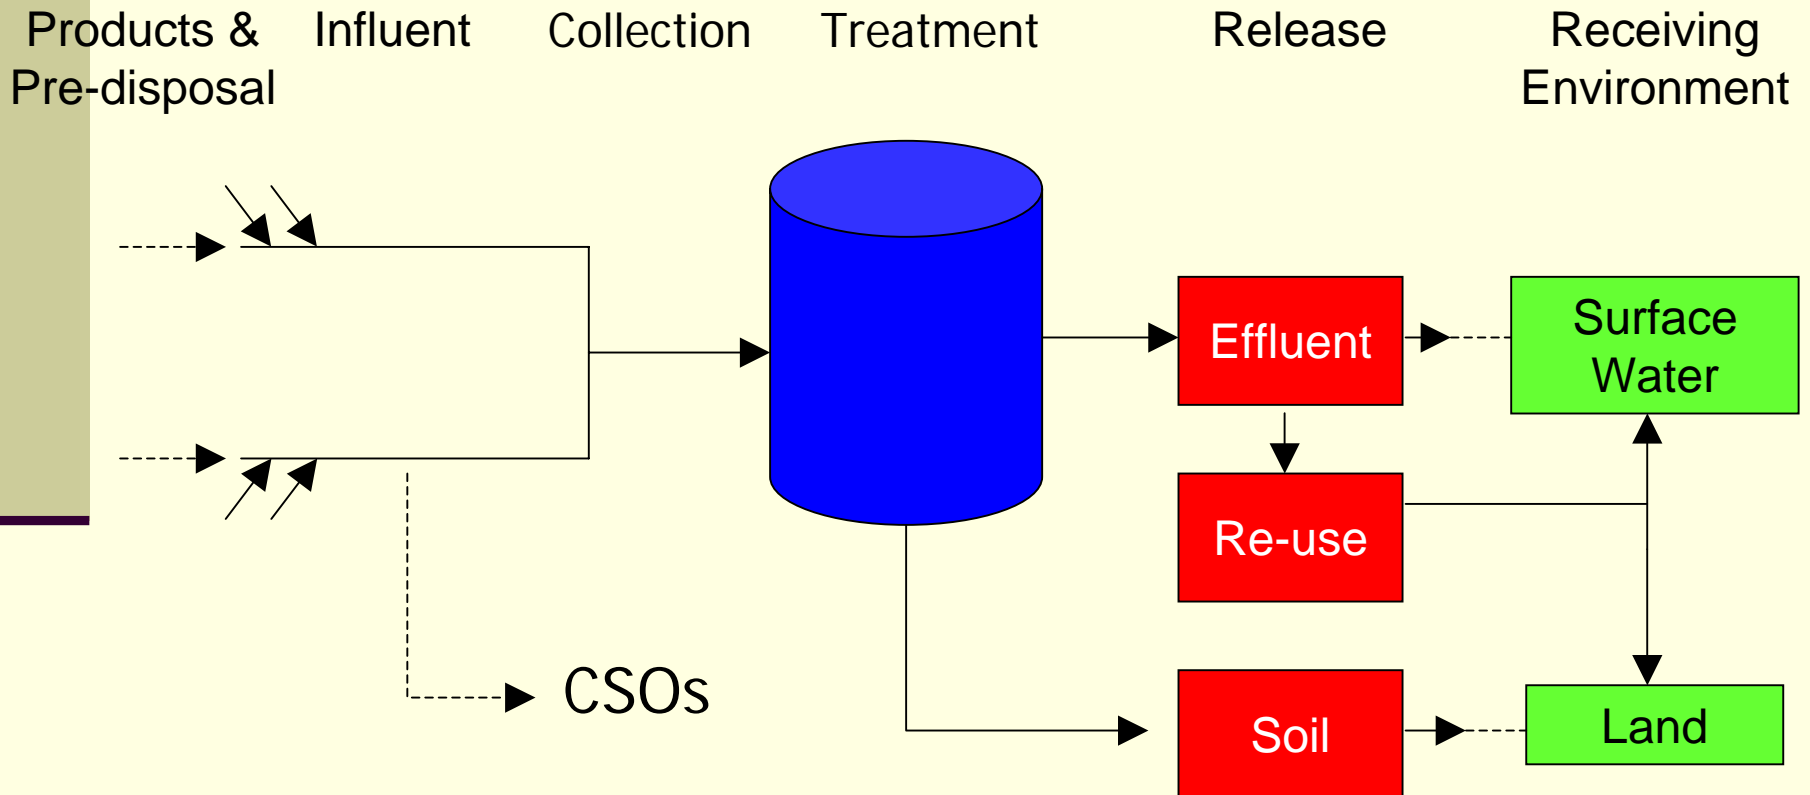 Products &
Pre-disposal
Influent
Collection
Treatment
Release
Receiving
Environment
Effluent
Surface
Water
Re-use
CSOs
Soil
Land